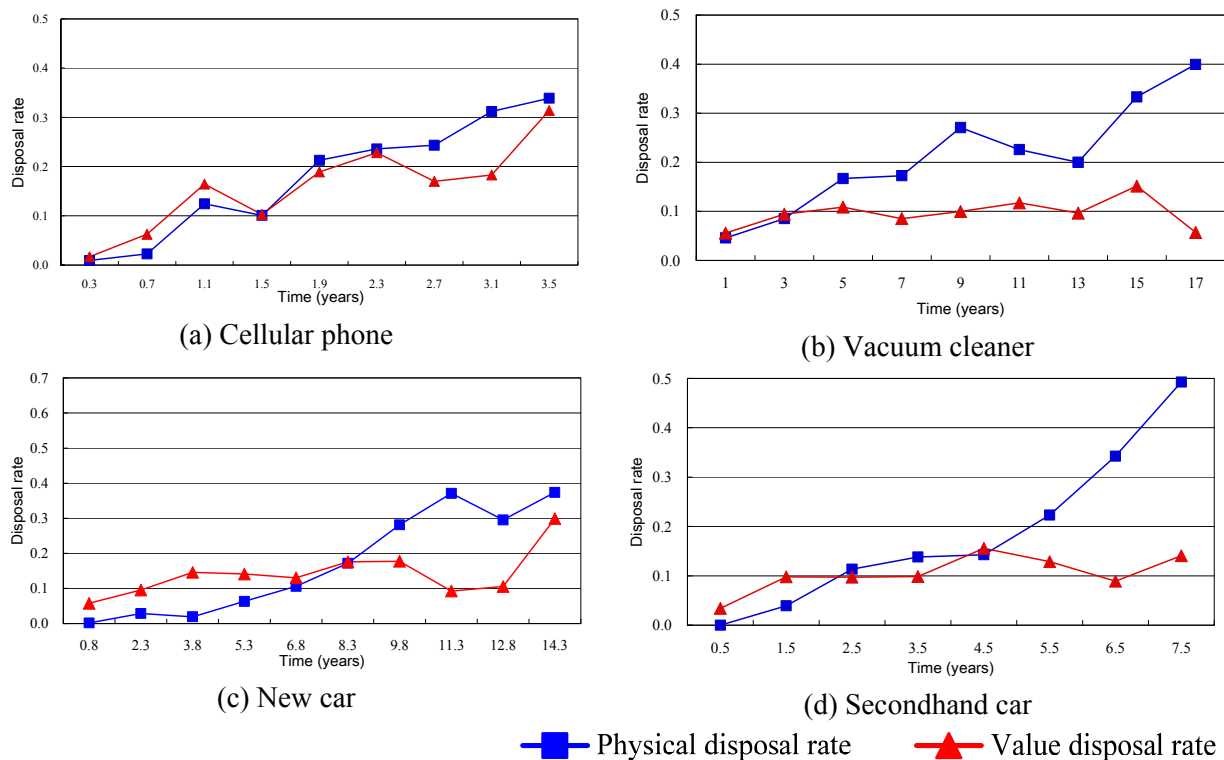 0.5
0.4
0.3
0.2
0.1
0.0
Disposal rate
0.3 0.7 1.1 1.5 1.9 2.3 2.7 3.1 3.5
Time (years)
(a) Cellular phone
0.5
0.4
0.3
0.2
0.1
0.0
Disposal rate
1 3 5 7 9 11 13 15 17
Time (years)
(b) Vacuum cleaner
0.7
0.6
0.5
0.4
0.3
0.2
0.1
0.0
Disposal rate
0.8 2.3 3.8 5.3 6.8 8.3 9.8 11.3 12.8 14.3
Time (years)
(c) New car
0.5
0.4
0.3
0.2
0.1
0.0
Disposal rate
0.5 1.5 2.5 3.5 4.5 5.5 6.5 7.5
Time (years)
(d) Secondhand car
Physical disposal rate Value disposal rate